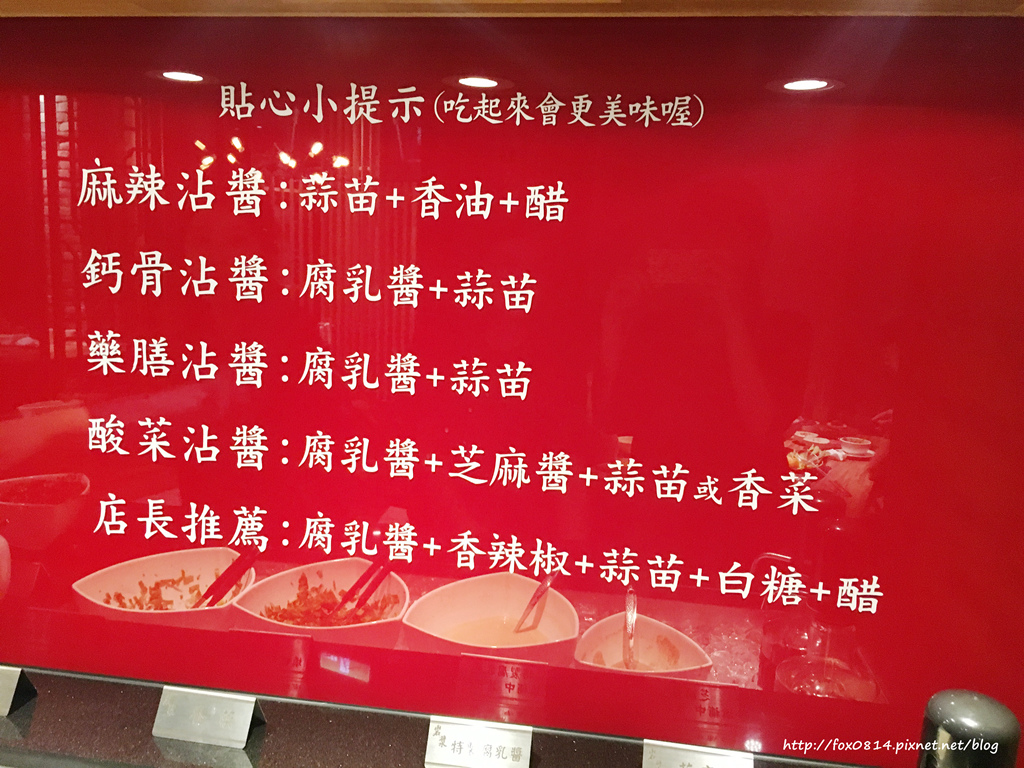 貼心小提示(吃起來會更美味喔)
麻辣沾醬:蒜苗+香油+醋
鈣骨沾醬:腐乳醬+蒜苗
藥膳沾醬:腐乳醬+蒜苗
酸菜沾醬:腐乳醬+芝麻醬+蒜苗或香菜
店長推薦:腐乳醬+香辣椒+蒜苗+白糖+醋
腐乳醬
http://fox0814.pixnet.net/blog